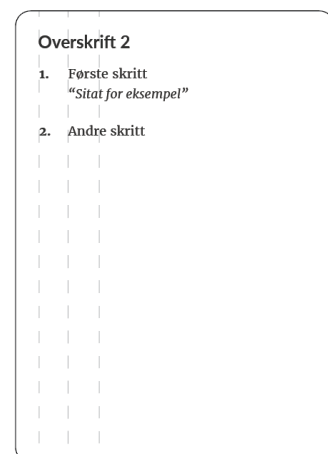 Overskrift 2
1. Første skritt
“Sitat for eksempel”
2. Andre skritt